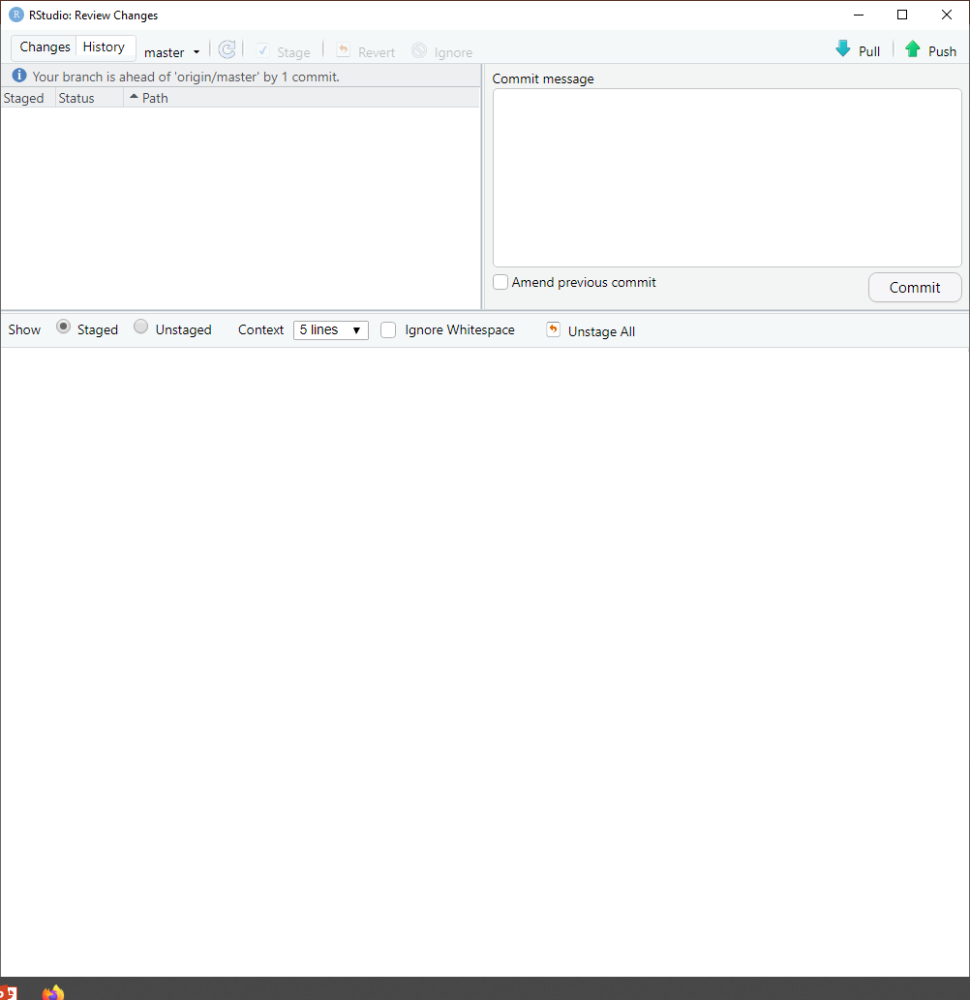 RStudio: Review Changes
Changes History master Stage Revert Ignore Pull Push
Your branch is ahead of 'origin/master' by 1 commit.
Staged Status Path
Commit message
Amend previous commit
Commit
Show Staged Unstaged Context 5 lines Ignore Whitespace Unstage All